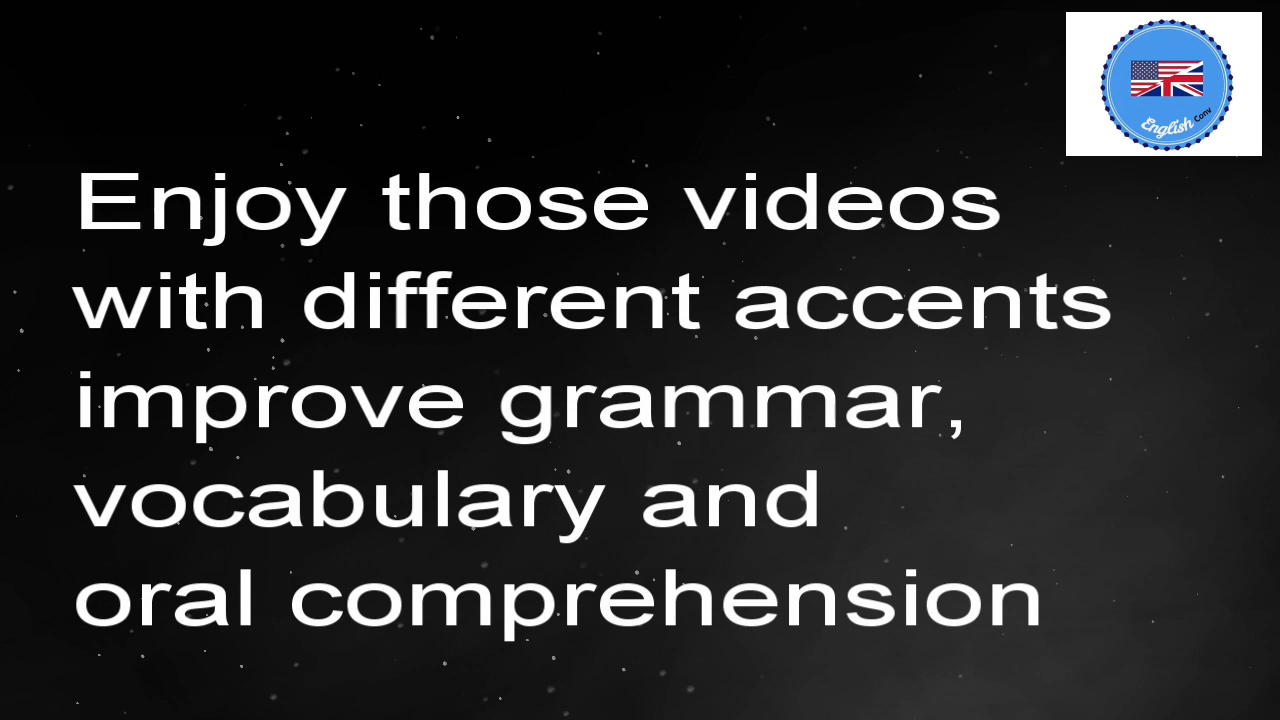 English Conv
Enjoy those videos
with different accents
improve grammar,
vocabulary and
oral comprehension